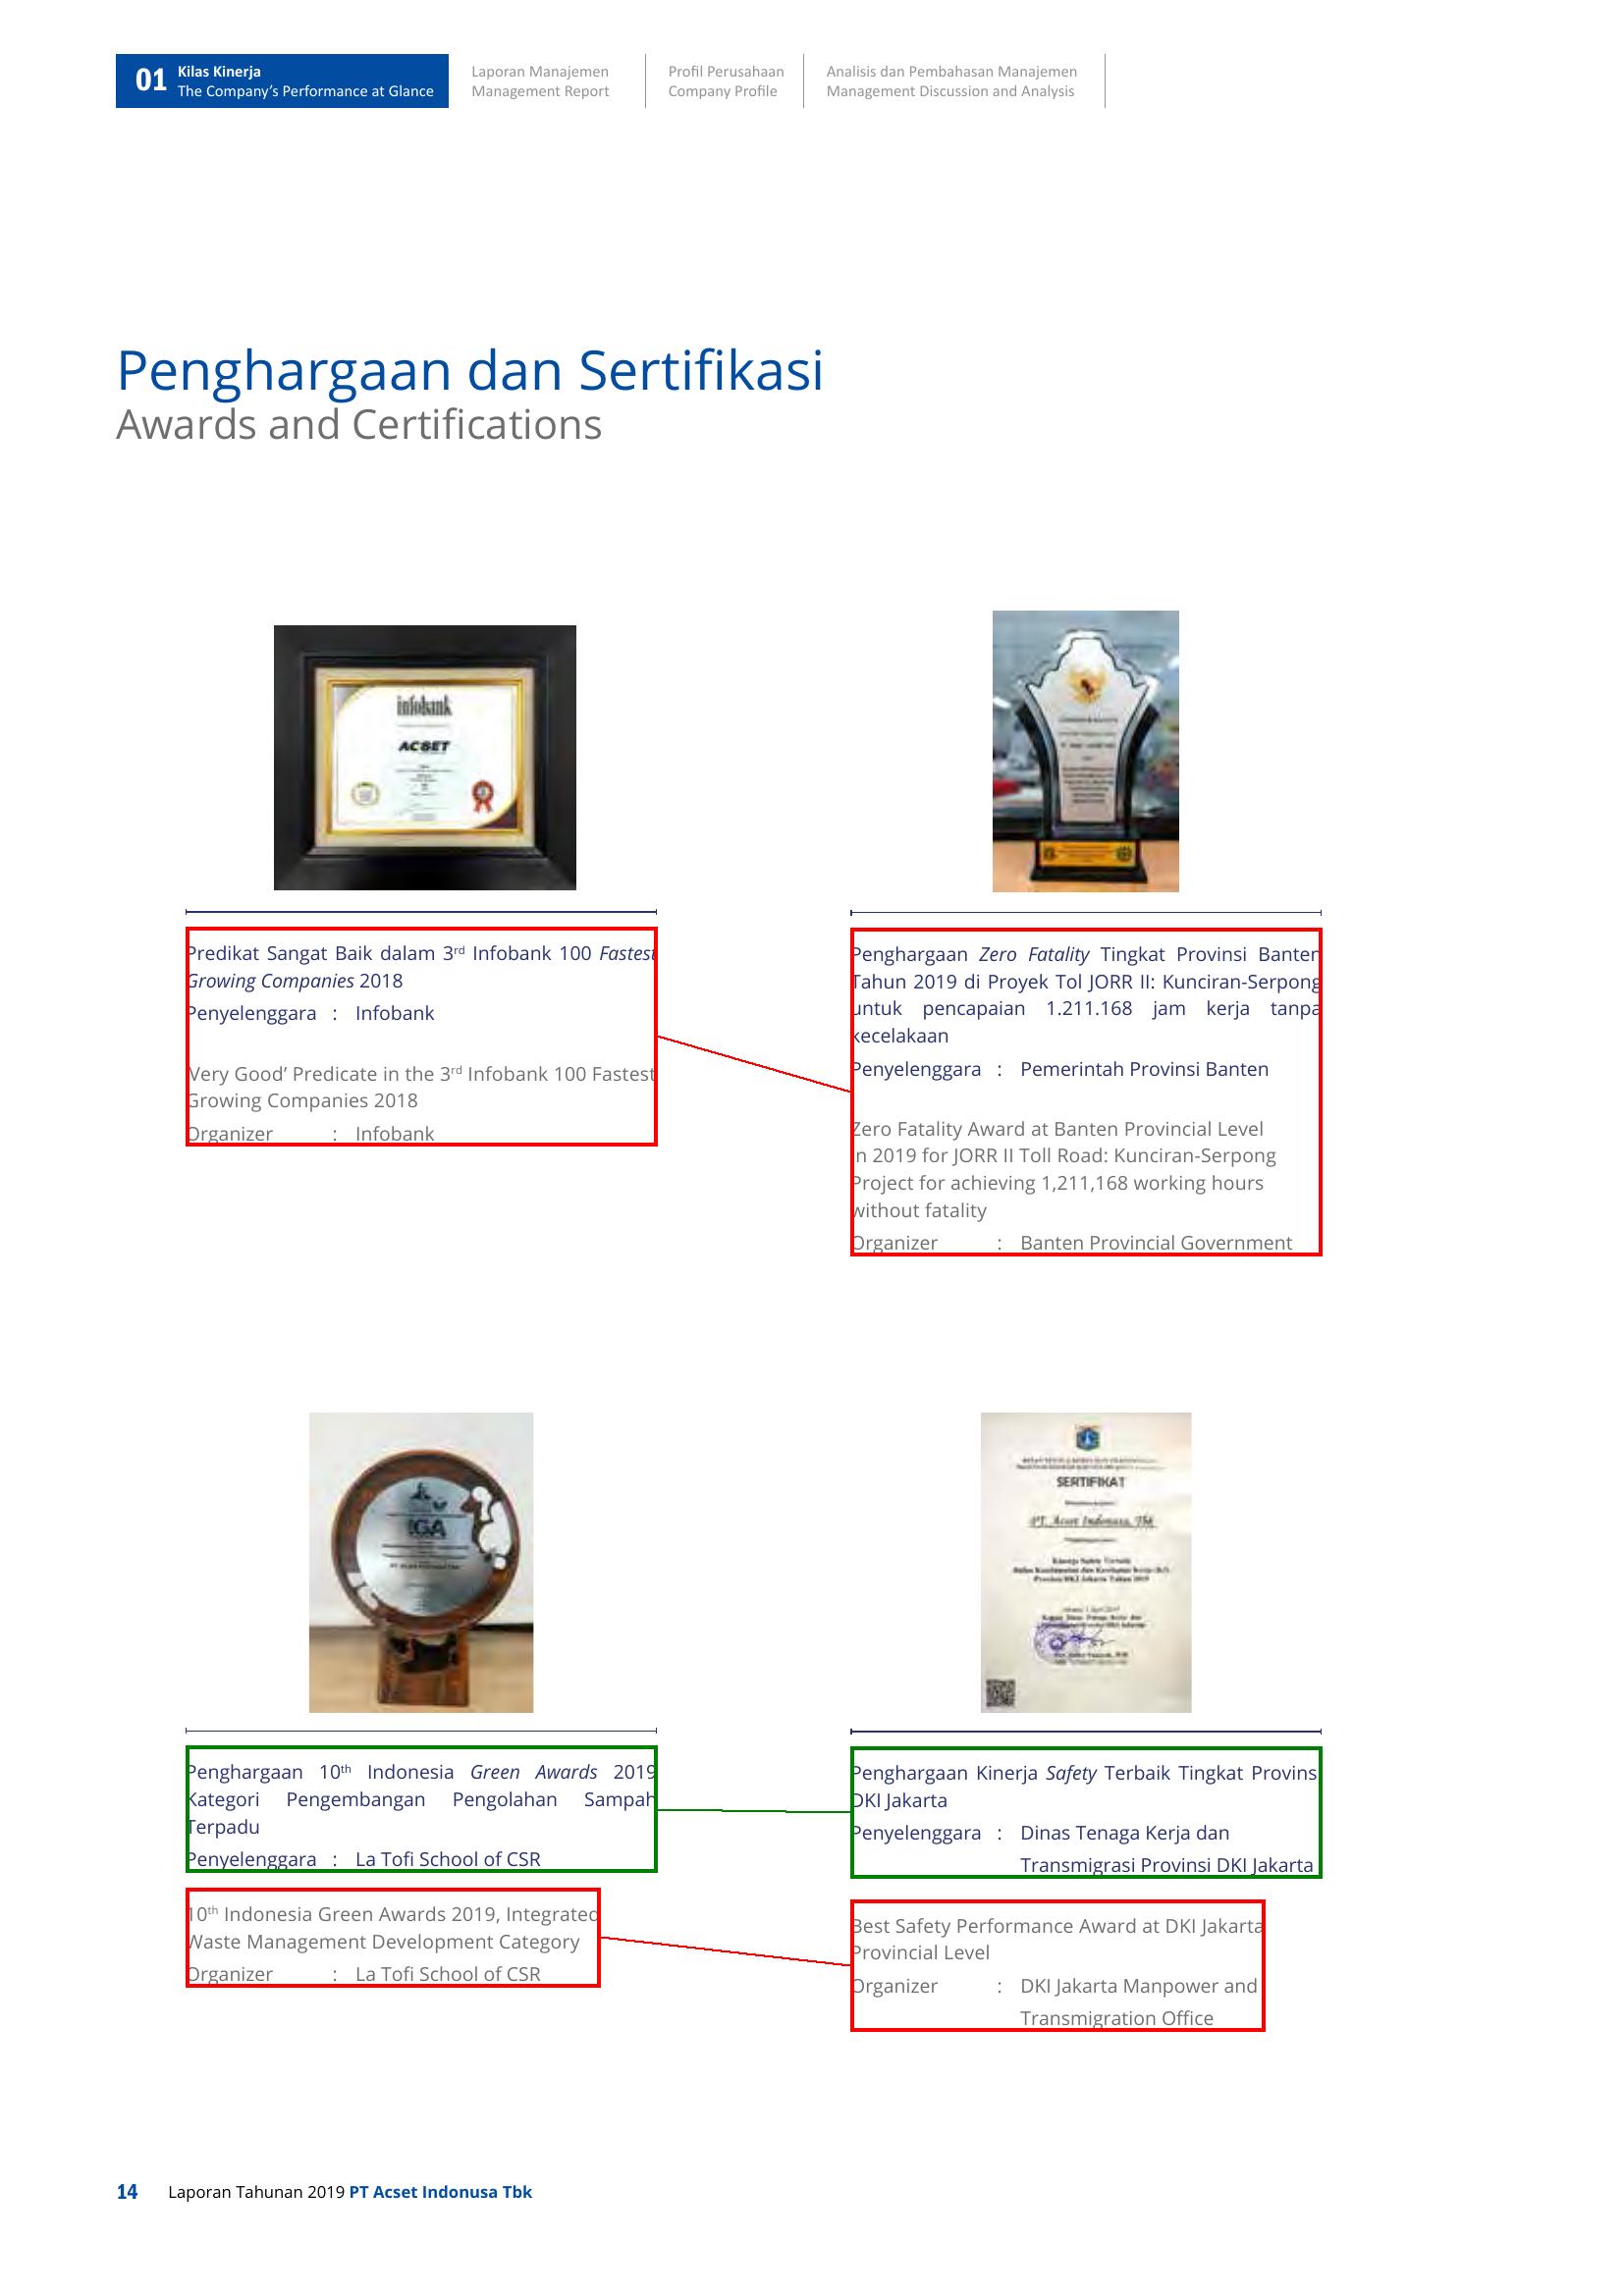 01 Kilas Kinerja
The Company's Performance at Glance
Laporan Manajemen
Management Report
Profil Perusahaan
Company Profile
Analisis dan Pembahasan Manajemen
Management Discussion and Analysis
Penghargaan dan Sertifikasi
Awards and Certifications
infobank
ACSET
Predikat Sangat Baik dalam 3rd Infobank 100 Fastest
Growing Companies 2018
Penyelenggara : Infobank
Very Good’ Predicate in the 3rd Infobank 100 Fastest
Growing Companies 2018
Organizer : Infobank
Penghargaan Zero Fatality Tingkat Provinsi Banten
Tahun 2019 di Proyek Tol JORR II: Kunciran-Serpong
untuk pencapaian 1.211.168 jam kerja tanpa
kecelakaan
Penyelenggara : Pemerintah Provinsi Banten
Zero Fatality Award at Banten Provincial Level
in 2019 for JORR II Toll Road: Kunciran-Serpong
Project for achieving 1,211,168 working hours
without fatality
Organizer : Banten Provincial Government
IGA
SERTIFIKAT
PT. Acset Indonusa, Tbk
Penghargaan 10th Indonesia Green Awards 2019
Kategori Pengembangan Pengolahan Sampah
Terpadu
Penyelenggara : La Tofi School of CSR
10th Indonesia Green Awards 2019, Integrated
Waste Management Development Category
Organizer : La Tofi School of CSR
Penghargaan Kinerja Safety Terbaik Tingkat Provins
DKI Jakarta
Penyelenggara : Dinas Tenaga Kerja dan
Transmigrasi Provinsi DKI Jakarta
Best Safety Performance Award at DKI Jakarta
Provincial Level
Organizer : DKI Jakarta Manpower and
Transmigration Office
14 Laporan Tahunan 2019 PT Acset Indonusa Tbk